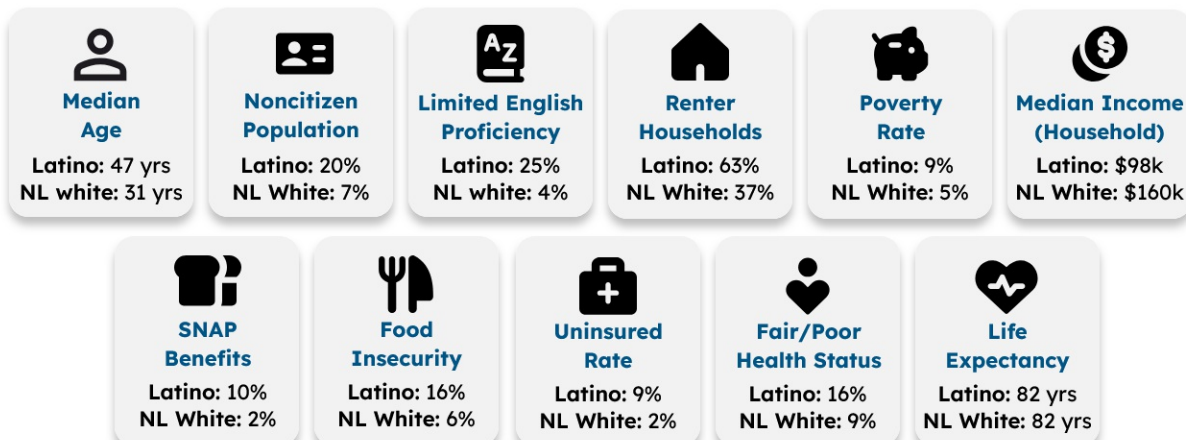 AZ
Median
Age
Latino: 47 yrs
NL white: 31 yrs
Noncitizen
Population
Latino: 20%
NL White: 7%
Limited English
Proficiency
Latino: 25%
NL white: 4%
Renter
Households
Latino: 63%
NL White: 37%
Poverty
Rate
Latino: 9%
NL White: 5%
$
Median Income
(Household)
Latino: $98k
NL White: $160k
SNAP
Benefits
Latino: 10%
NL White: 2%
Food
Insecurity
Latino: 16%
NL White: 6%
Uninsured
Rate
Latino: 9%
NL White: 2%
Fair/Poor
Health Status
Latino: 16%
NL White: 9%
Life
Expectancy
Latino: 82 yrs
NL White: 82 yrs